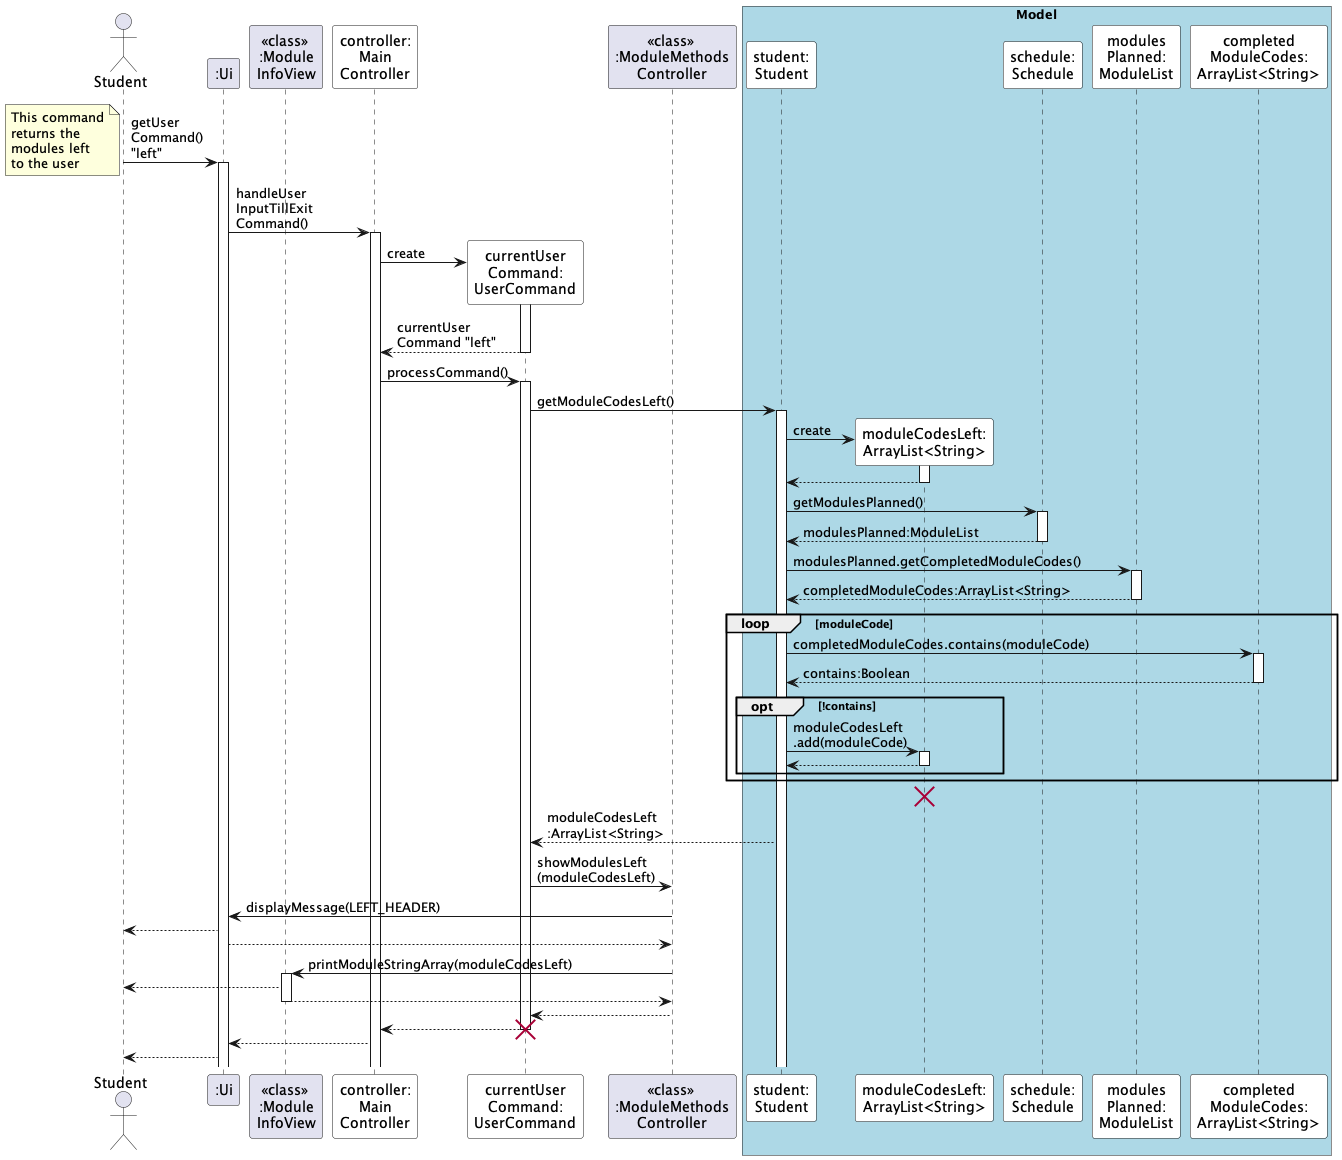 Model
Student
:Ui
«class»
:Module
InfoView
controller:
Main
Controller
«class»
:ModuleMethods
Controller
student:
Student
schedule:
Schedule
modules
Planned:
ModuleList
completed
ModuleCodes:
ArrayList<String>
This command
returns the
modules left
to the user
getUser
Command()
"left"
handleUser
InputTillExit
Command()
create
currentUser
Command:
UserCommand
currentUser
Command "left"
processCommand()
getModuleCodesLeft()
create
moduleCodesLeft:
ArrayList<String>
getModulesPlanned()
modulesPlanned:ModuleList
modulesPlanned.getCompletedModuleCodes()
completedModuleCodes:ArrayList<String>
loop [moduleCode]
completedModuleCodes.contains(moduleCode)
contains:Boolean
opt [!contains]
moduleCodesLeft
.add(moduleCode)
moduleCodesLeft
:ArrayList<String>
showModulesLeft
(moduleCodesLeft)
displayMessage(LEFT_HEADER)
printModuleStringArray(moduleCodesLeft)
Student
:Ui
«class»
:Module
InfoView
controller:
Main
Controller
currentUser
Command:
UserCommand
«class»
:ModuleMethods
Controller
student:
Student
moduleCodesLeft:
ArrayList<String>
schedule:
Schedule
modules
Planned:
ModuleList
completed
ModuleCodes:
ArrayList<String>